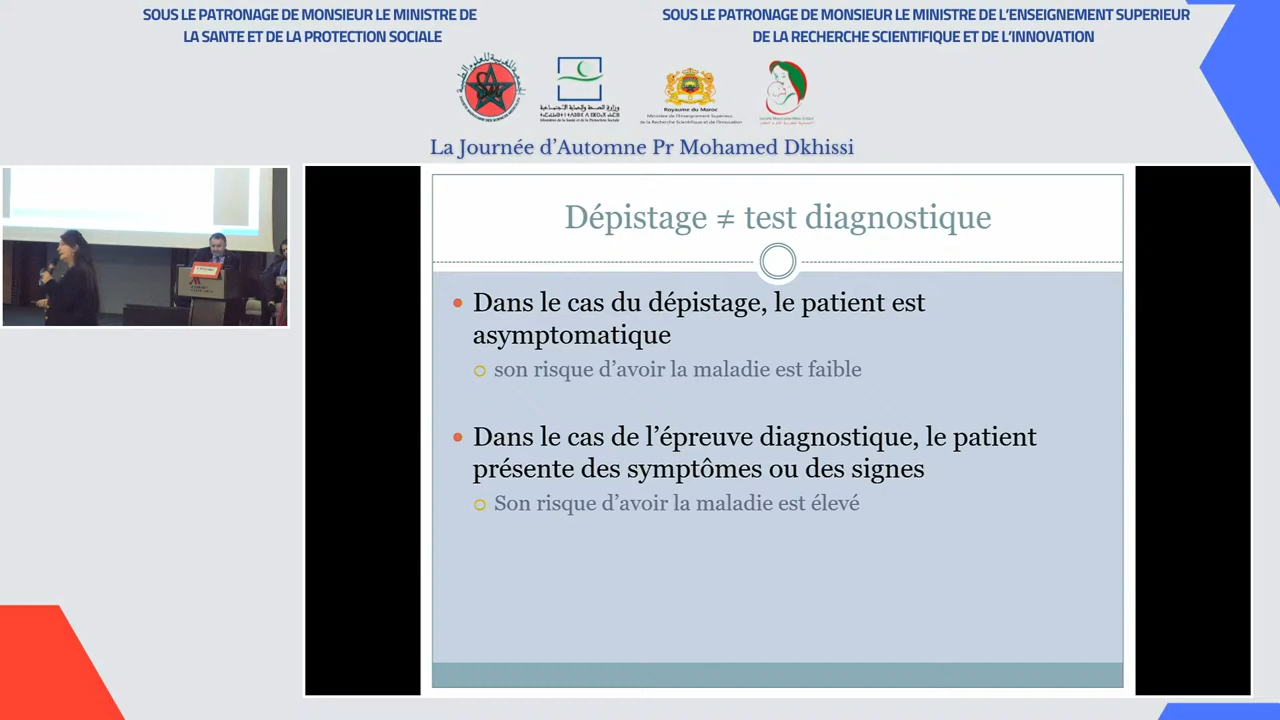 SOUS LE PATRONAGE DE MONSIEUR LE MINISTRE DE
LA SANTE ET DE LA PROTECTION SOCIALE
SOUS LE PATRONAGE DE MONSIEUR LE MINISTRE DE L'ENSEIGNEMENT SUPERIEUR
DE LA RECHERCHE SCIENTIFIQUE ET DE L'INNOVATION
Royaume du Maroc
La Journée d'Automne Pr Mohamed Dkhissi
Dépistage ≠ test diagnostique
Dans le cas du dépistage, le patient est
asymptomatique
son risque d'avoir la maladie est faible
Dans le cas de l'épreuve diagnostique, le patient
présente des symptômes ou des signes
Son risque d'avoir la maladie est élevé